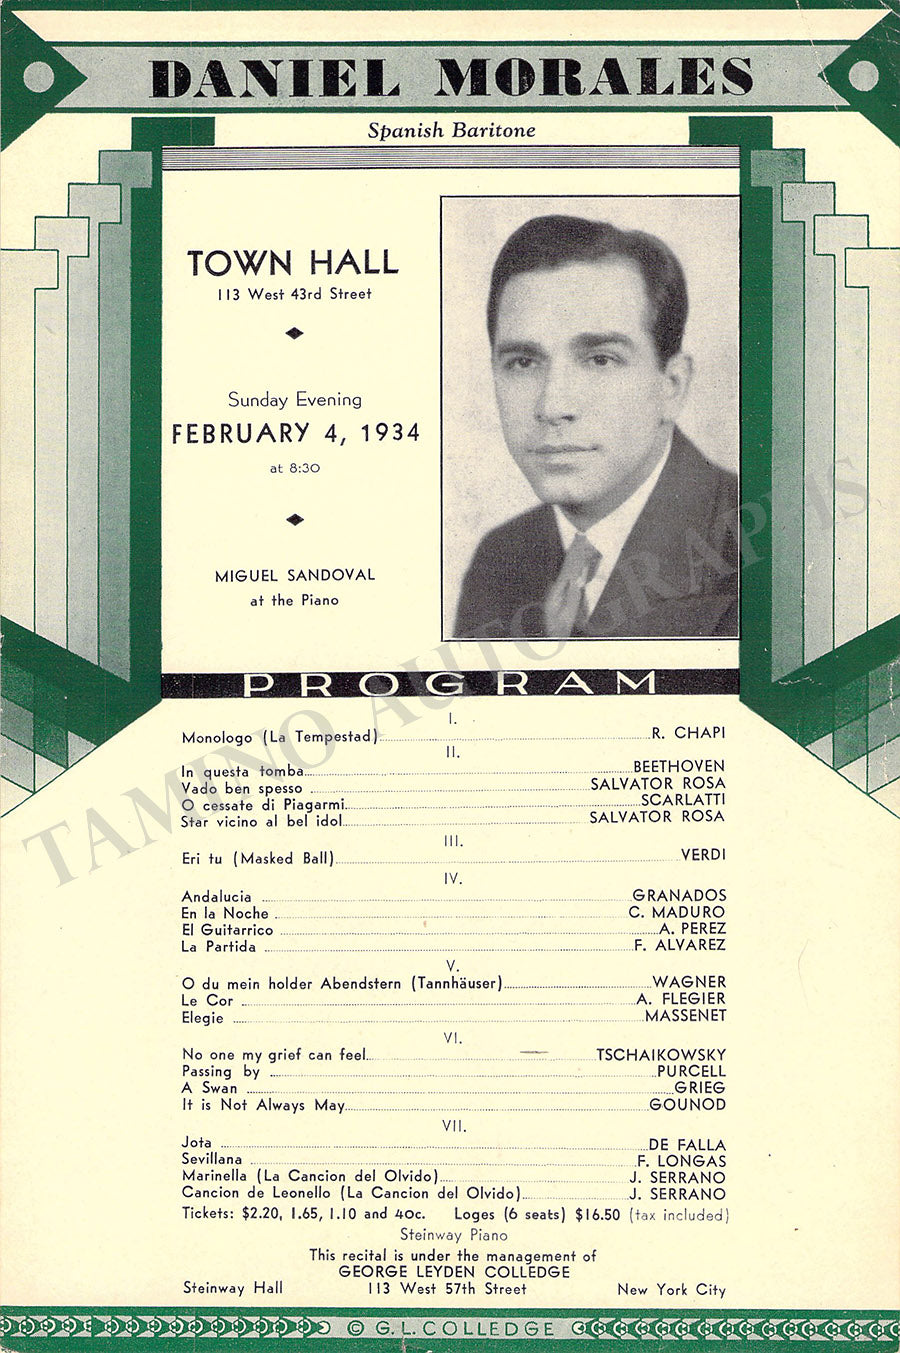 DANIEL MORALES
Spanish Baritone
TOWN HALL
113 West 43rd Street
Sunday Evening
FEBRUARY 4, 1934
at 8:30
MIGUEL SANDOVAL
at the Piano
PROGRAM
I.
Monologo (La Tempestad) R. CHAPI
II.
In questa tomba BEETHOVEN
Vado ben spesso SALVATOR ROSA
O cessate di Piagarmi SCARLATTI
Star vicino al bel idol SALVATOR ROSA
III.
Eri tu (Masked Ball) VERDI
IV.
Andalucia GRANADOS
En la Noche C. MADURO
El Guitarrico A. PEREZ
La Partida F. ALVAREZ
V.
O du mein holder Abendstern (Tannhäuser) WAGNER
Le Cor A. FLEGIER
Elegie MASSENET
VI.
No one my grief can feel TSCHAIKOWSKY
Passing by PURCELL
A Swan GRIEG
It is Not Always May GOUNOD
VII.
Jota DE FALLA
Sevillana F. LONGAS
Marinella (La Cancion del Olvido) J. SERRANO
Cancion de Leonello (La Cancion del Olvido) J. SERRANO
Tickets: $2.20, 1.65, 1.10 and 40c. Loges (6 seats) $16.50 (tax included)
Steinway Piano
This recital is under the management of
GEORGE LEYDEN COLLEDGE
Steinway Hall 113 West 57th Street New York City
© G.L. COLLEDGE
TAMINO AUTOGRAPHS